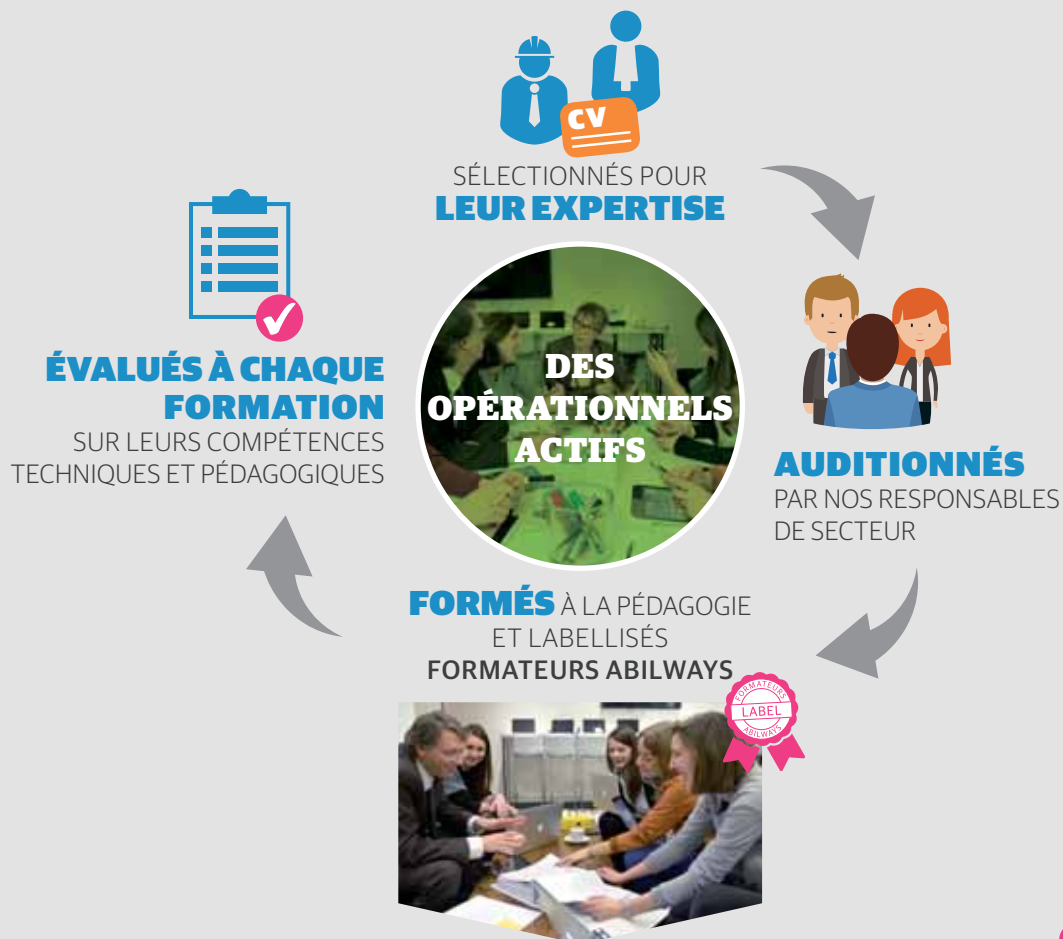 CV
SÉLECTIONNÉS POUR
LEUR EXPERTISE
AUDITIONNÉS
PAR NOS RESPONSABLES
DE SECTEUR
FORMÉS À LA PÉDAGOGIE
ET LABELLISÉS
FORMATEURS ABILWAYS
FORMATEURS
LABEL
ABILWAYS
ÉVALUÉS À CHAQUE
FORMATION
SUR LEURS COMPÉTENCES
TECHNIQUES ET PÉDAGOGIQUES
DES
OPÉRATIONNELS
ACTIFS